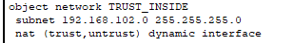 object network TRUST_INSIDE
subnet 192.168.102.0 255.255.255.0
nat (trust,untrust) dynamic interface